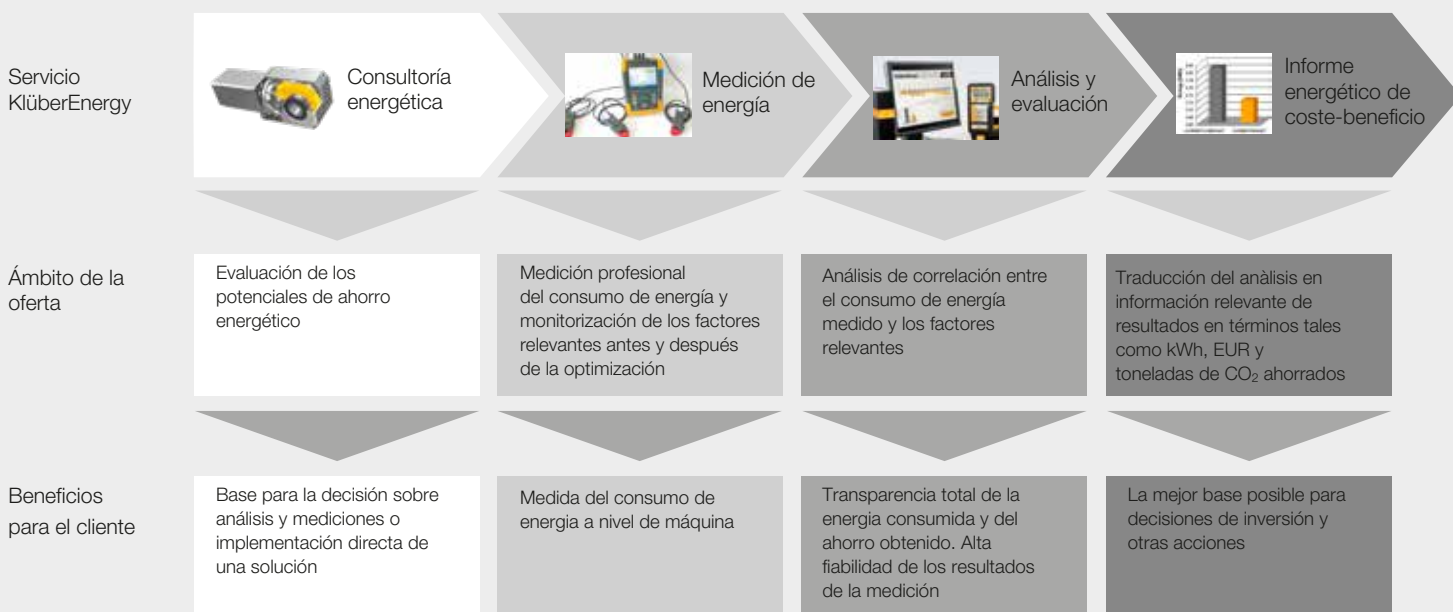 Servicio
KlüberEnergy
Consultoría
energética
Medición de
energía
Análisis y
evaluación
Informe
energético de
coste-beneficio
Ámbito de la
oferta
Evaluación de los
potenciales de ahorro
energético
Medición profesional
del consumo de energía y
monitorización de los factores
relevantes antes y después
de la optimización
Análisis de correlación entre
el consumo de energía
medido y los factores
relevantes
Traducción del anàlisis en
información relevante de
resultados en términos tales
como kWh, EUR y
toneladas de CO₂ ahorrados
Beneficios
para el cliente
Base para la decisión sobre
análisis y mediciones o
implementación directa de
una solución
Medida del consumo de
energia a nivel de máquina
Transparencia total de la
energia consumida y del
ahorro obtenido. Alta
fiabilidad de los resultados
de la medición
La mejor base posible para
decisiones de inversión y
otras acciones